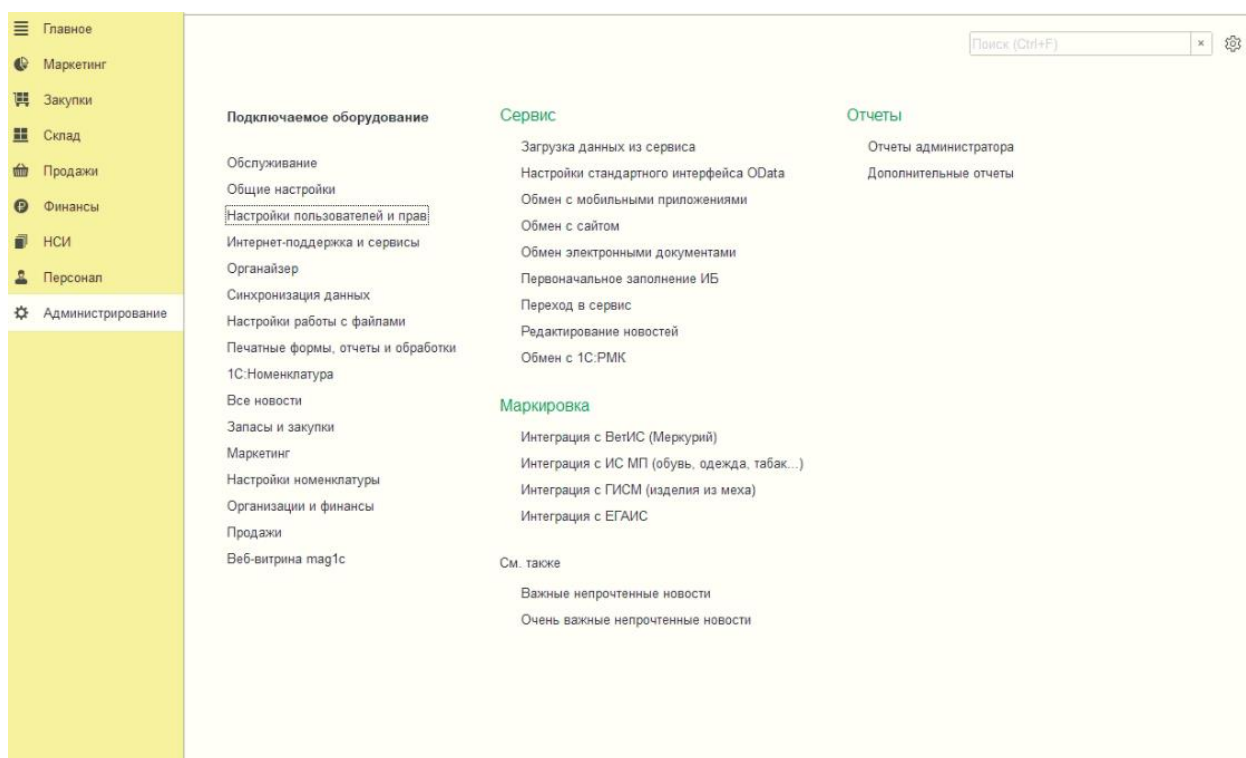 Главное
Маркетинг
Закупки
Склад
Продажи
Финансы
НСИ
Персонал
Администрирование
Поиск (Ctrl+F)
×
Подключаемое оборудование
Обслуживание
Общие настройки
Настройки пользователей и прав
Интернет-поддержка и сервисы
Органайзер
Синхронизация данных
Настройки работы с файлами
Печатные формы, отчеты и обработки
1С:Номенклатура
Все новости
Запасы и закупки
Маркетинг
Настройки номенклатуры
Организации и финансы
Продажи
Веб-витрина mag1c
Сервис
Загрузка данных из сервиса
Настройки стандартного интерфейса OData
Обмен с мобильными приложениями
Обмен с сайтом
Обмен электронными документами
Первоначальное заполнение ИБ
Переход в сервис
Редактирование новостей
Обмен с 1С:РМК
Маркировка
Интеграция с ВетИС (Меркурий)
Интеграция с ИС МП (обувь, одежда, табак...)
Интеграция с ГИСМ (изделия из меха)
Интеграция с ЕГАИС
См. также
Важные непрочтенные новости
Очень важные непрочтенные новости
Отчеты
Отчеты администратора
Дополнительные отчеты